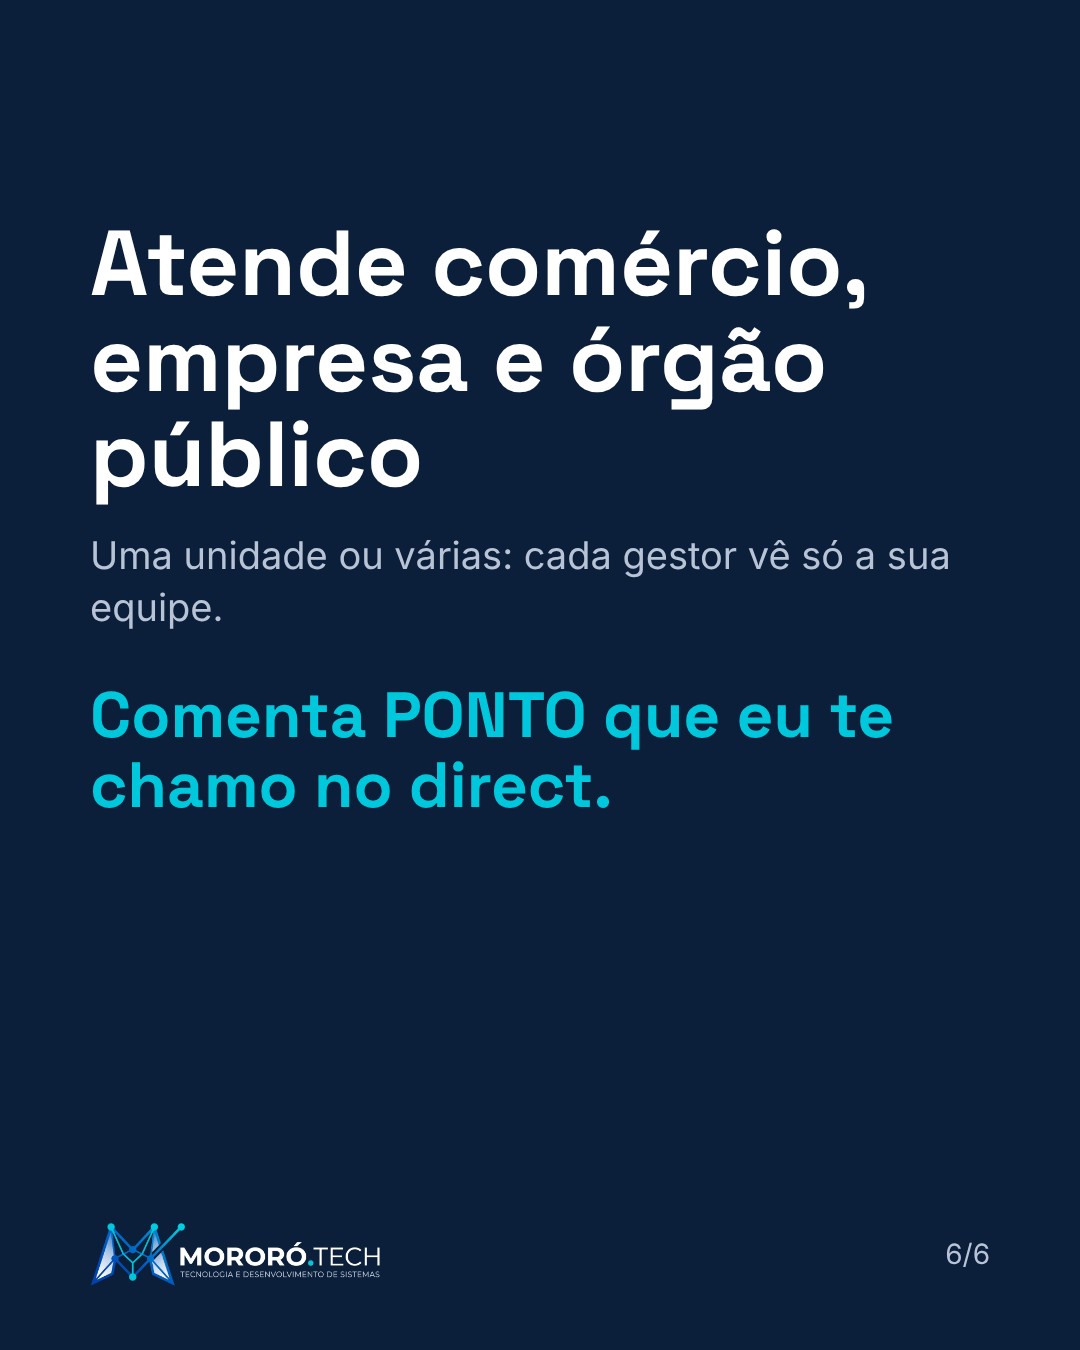 Atende comércio,
empresa e órgão
público
Uma unidade ou várias: cada gestor vê só a sua
equipe.
Comenta PONTO que eu te
chamo no direct.
MORORÓ.TECH
TECNOLOGIA E DESENVOLVIMENTO DE SISTEMAS
6/6